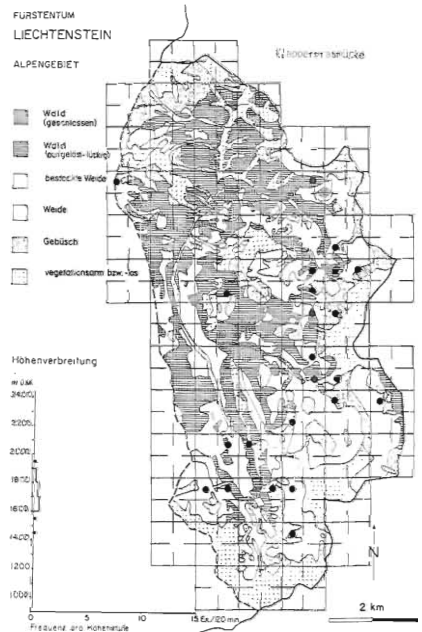 FÜRSTENTUM
LIECHTENSTEIN
ALPENGEBIET
Wald
(geschlossen)
Wald
(aufgelöst-lückig)
bestockte Weide
Weide
Gebüsch
vegetationsarm bzw.-los
Höhenverbreitung
m ü.M.
2400
2200
2000
1800
1600
1400
1200
1000
0
5
10
15 Ex./120 min.
Frequenz pro Höhenstufe
N
2 km